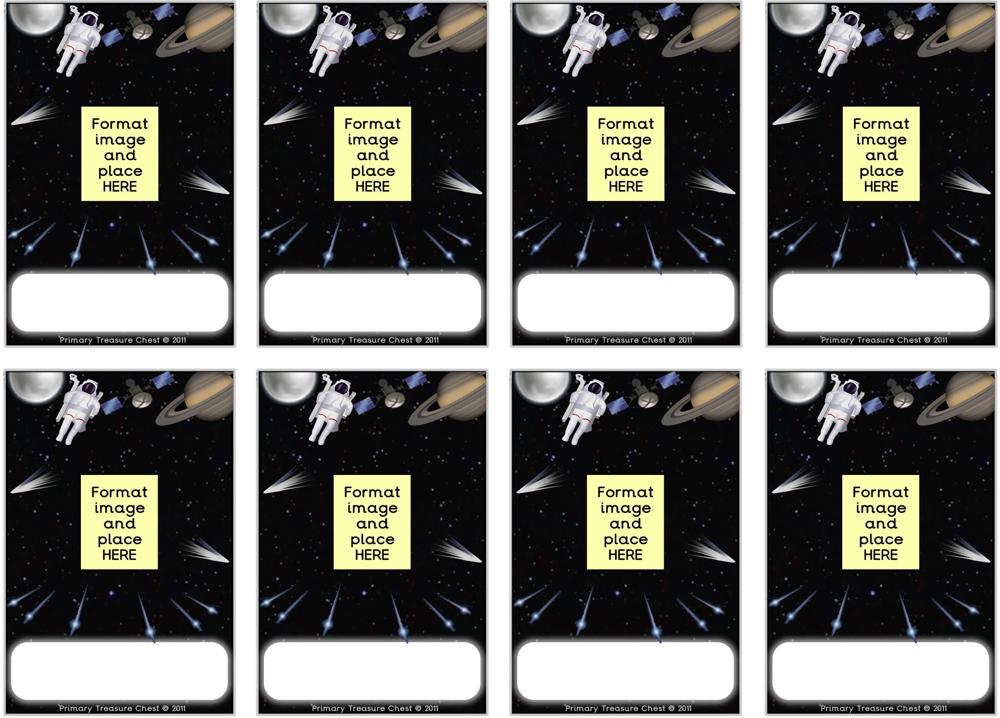 Format
image
and
place
HERE
Primary Treasure Chest © 2011
Format
image
and
place
HERE
Primary Treasure Chest © 2011
Format
image
and
place
HERE
Primary Treasure Chest © 2011
Format
image
and
place
HERE
Primary Treasure Chest © 2011
Format
image
and
place
HERE
Primary Treasure Chest © 2011
Format
image
and
place
HERE
Primary Treasure Chest © 2011
Format
image
and
place
HERE
Primary Treasure Chest © 2011
Format
image
and
place
HERE
Primary Treasure Chest © 2011